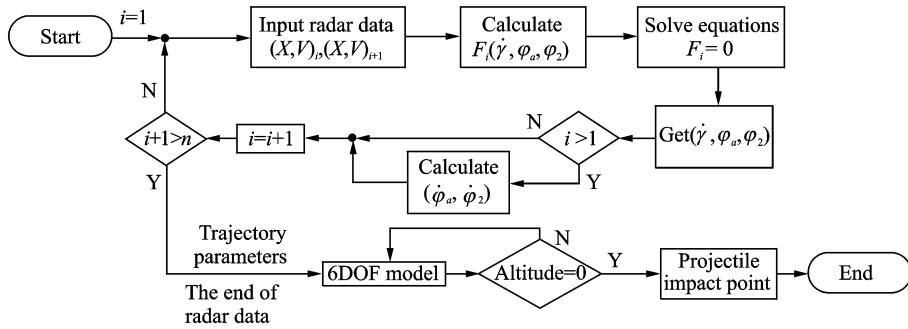 Start
i=1
Input radar data
(X,V)ᵢ,(X,V)ᵢ₊₁
Calculate
Fᵢ(γ̇,φₐ,φ₂)
Solve equations
Fᵢ=0
Get(γ̇,φₐ,φ₂)
i>1
N
Y
Calculate
(φ̇ₐ,φ̇₂)
i=i+1
i+1>n
N
Y
Trajectory
parameters
The end of
radar data
6DOF model
Altitude=0
N
Y
Projectile
impact point
End